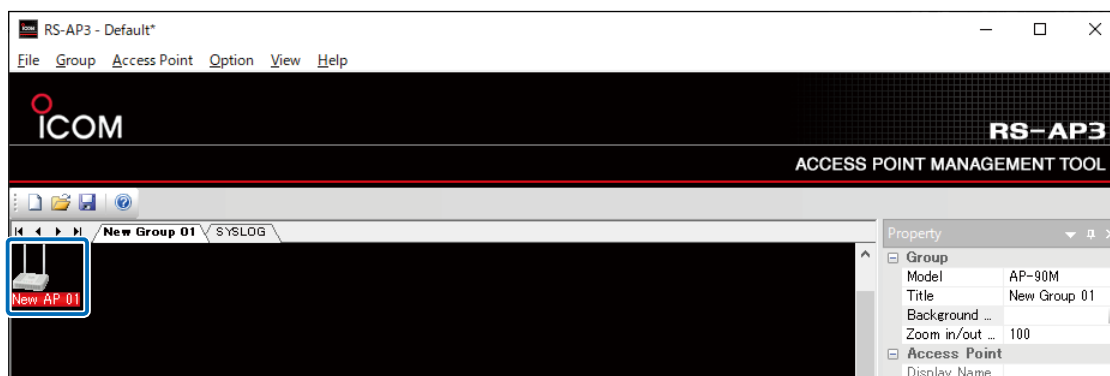 RS-AP3 - Default*
File Group Access Point Option View Help
ICOM
RS-AP3
ACCESS POINT MANAGEMENT TOOL
New Group 01 SYSLOG
New AP 01
Property
Group
Model AP-90M
Title New Group 01
Background ...
Zoom in/out ... 100
Access Point
Display Name